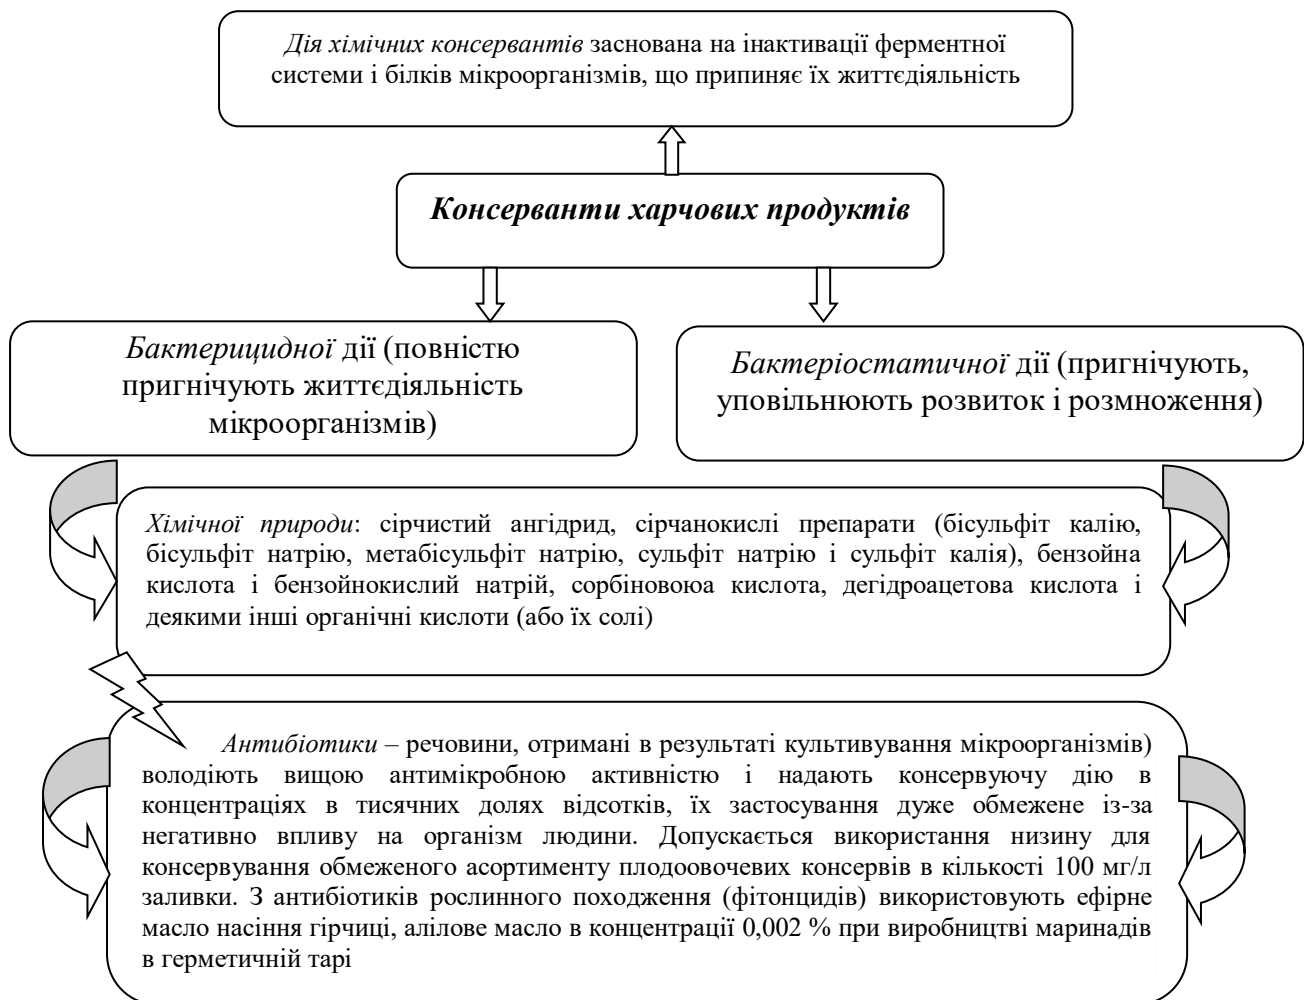 Дія хімічних консервантів заснована на інактивації ферментної
системи і білків мікроорганізмів, що припиняє їх життєдіяльність
Консерванти харчових продуктів
Бактерицидної дії (повністю
пригнічують життєдіяльність
мікроорганізмів)
Бактеріостатичної дії (пригнічують,
уповільнюють розвиток і розмноження)
Хімічної природи: сірчистий ангідрид, сірчанокислі препарати (бісульфіт калію,
бісульфіт натрію, метабісульфіт натрію, сульфіт натрію і сульфіт калія), бензойна
кислота і бензойнокислий натрій, сорбіновоюа кислота, дегідроацетова кислота і
деякими інші органічні кислоти (або їх солі)
Антибіотики – речовини, отримані в результаті культивування мікроорганізмів)
володіють вищою антимікробною активністю і надають консервуючу дію в
концентраціях в тисячних долях відсотків, їх застосування дуже обмежене із-за
негативно впливу на організм людини. Допускається використання низину для
консервування обмеженого асортименту плодоовочевих консервів в кількості 100 мг/л
заливки. З антибіотиків рослинного походження (фітонцидів) використовують ефірне
масло насіння гірчиці, алілове масло в концентрації 0,002 % при виробництві маринадів
в герметичній тарі